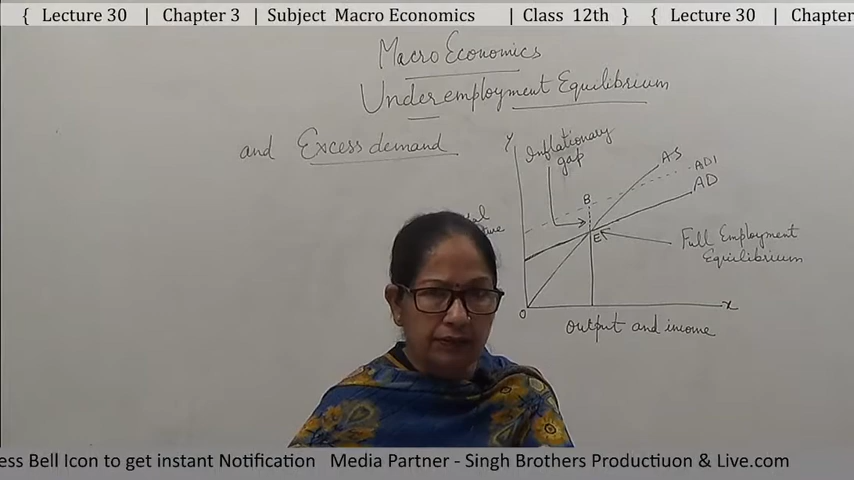 { Lecture 30 | Chapter 3 | Subject Macro Economics | Class 12th } { Lecture 30 | Chapter
Macro Economics
Underemployment Equilibrium
and Excess demand
Y
Inflationary
gap
AS
AD1
AD
B
E
Full Employment
Equilibrium
O
X
output and income
ess Bell Icon to get instant Notification Media Partner - Singh Brothers Productiuon & Live.com